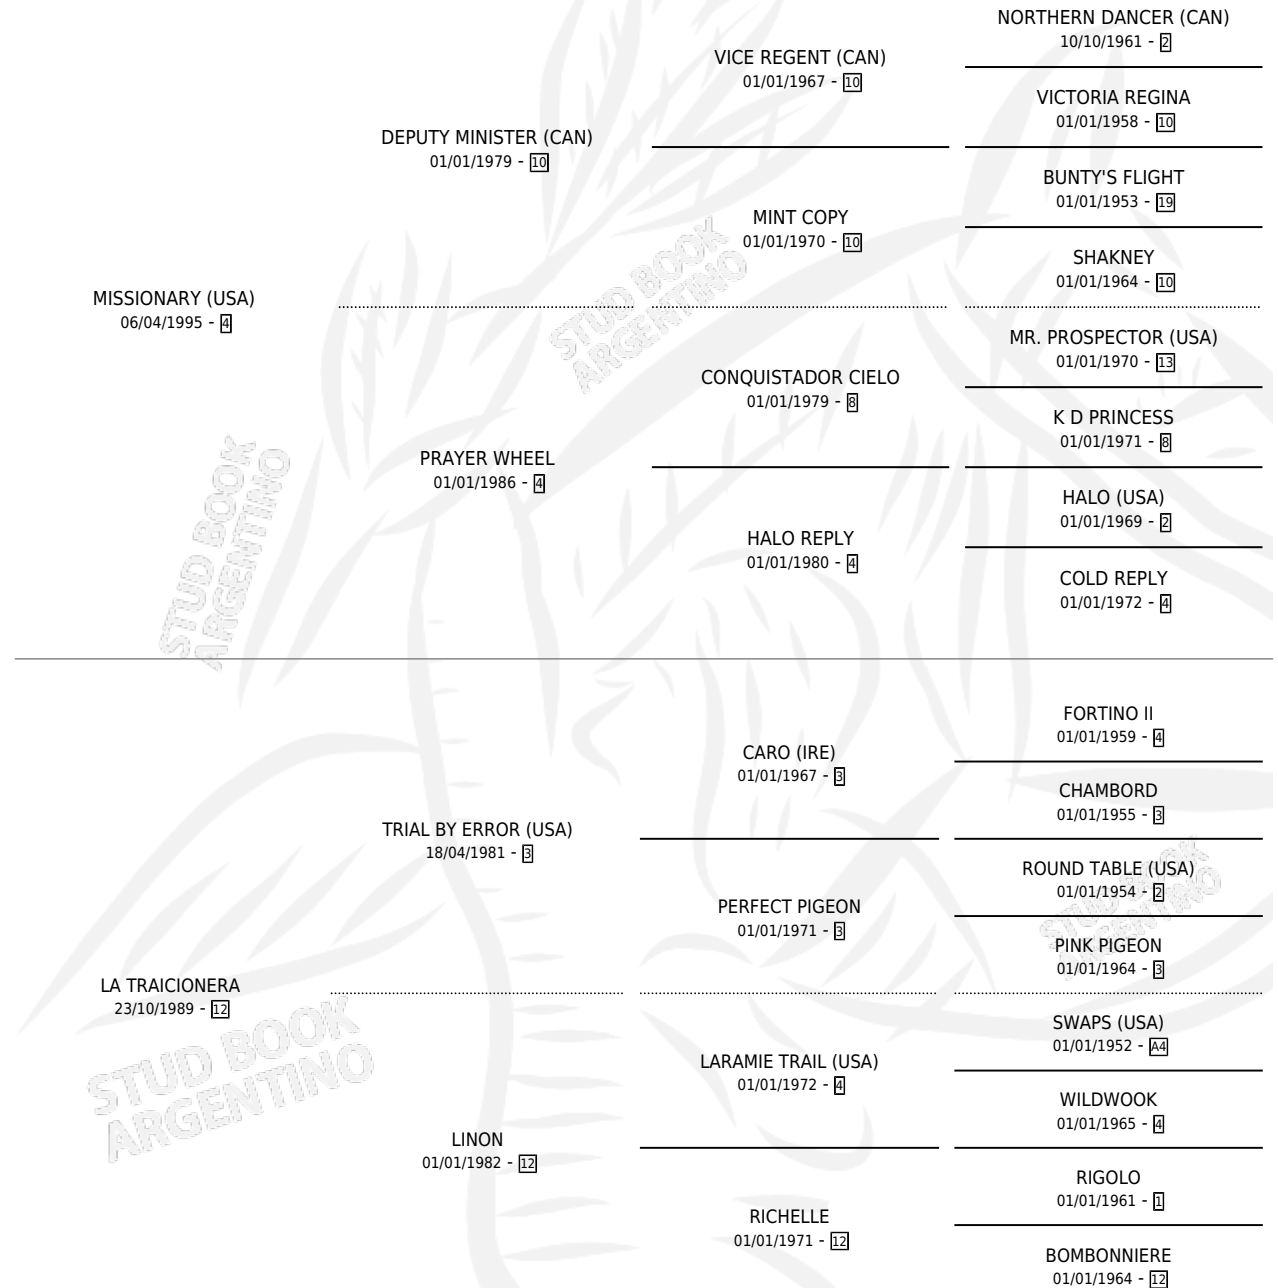 NORTHERN DANCER (CAN)
10/10/1961 - 2
VICE REGENT (CAN)
01/01/1967 - 10
VICTORIA REGINA
01/01/1958 - 10
DEPUTY MINISTER (CAN)
01/01/1979 - 10
BUNTY'S FLIGHT
01/01/1953 - 19
MINT COPY
01/01/1970 - 10
SHAKNEY
01/01/1964 - 10
MISSIONARY (USA)
06/04/1995 - 4
MR. PROSPECTOR (USA)
01/01/1970 - 13
CONQUISTADOR CIELO
01/01/1979 - 8
K D PRINCESS
01/01/1971 - 8
PRAYER WHEEL
01/01/1986 - 4
HALO (USA)
01/01/1969 - 2
HALO REPLY
01/01/1980 - 4
COLD REPLY
01/01/1972 - 4
FORTINO II
01/01/1959 - 4
CARO (IRE)
01/01/1967 - 3
CHAMBORD
01/01/1955 - 3
TRIAL BY ERROR (USA)
18/04/1981 - 3
ROUND TABLE (USA)
01/01/1954 - 2
PERFECT PIGEON
01/01/1971 - 3
PINK PIGEON
01/01/1964 - 3
LA TRAICIONERA
23/10/1989 - 12
SWAPS (USA)
01/01/1952 - A4
LARAMIE TRAIL (USA)
01/01/1972 - 4
WILDWOOK
01/01/1965 - 4
LINON
01/01/1982 - 12
RIGOLO
01/01/1961 - 1
RICHELLE
01/01/1971 - 12
BOMBONNIERE
01/01/1964 - 12
STUD BOOK
ARGENTINO
STUD BOOK
ARGENTINO
STUD BOOK
ARGENTINO
STUD BOOK
ARGENTINO